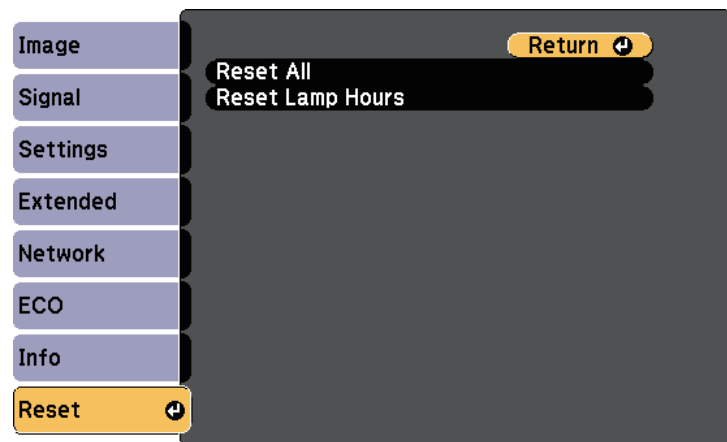 Image
Signal
Settings
Extended
Network
ECO
Info
Reset
Return
Reset All
Reset Lamp Hours